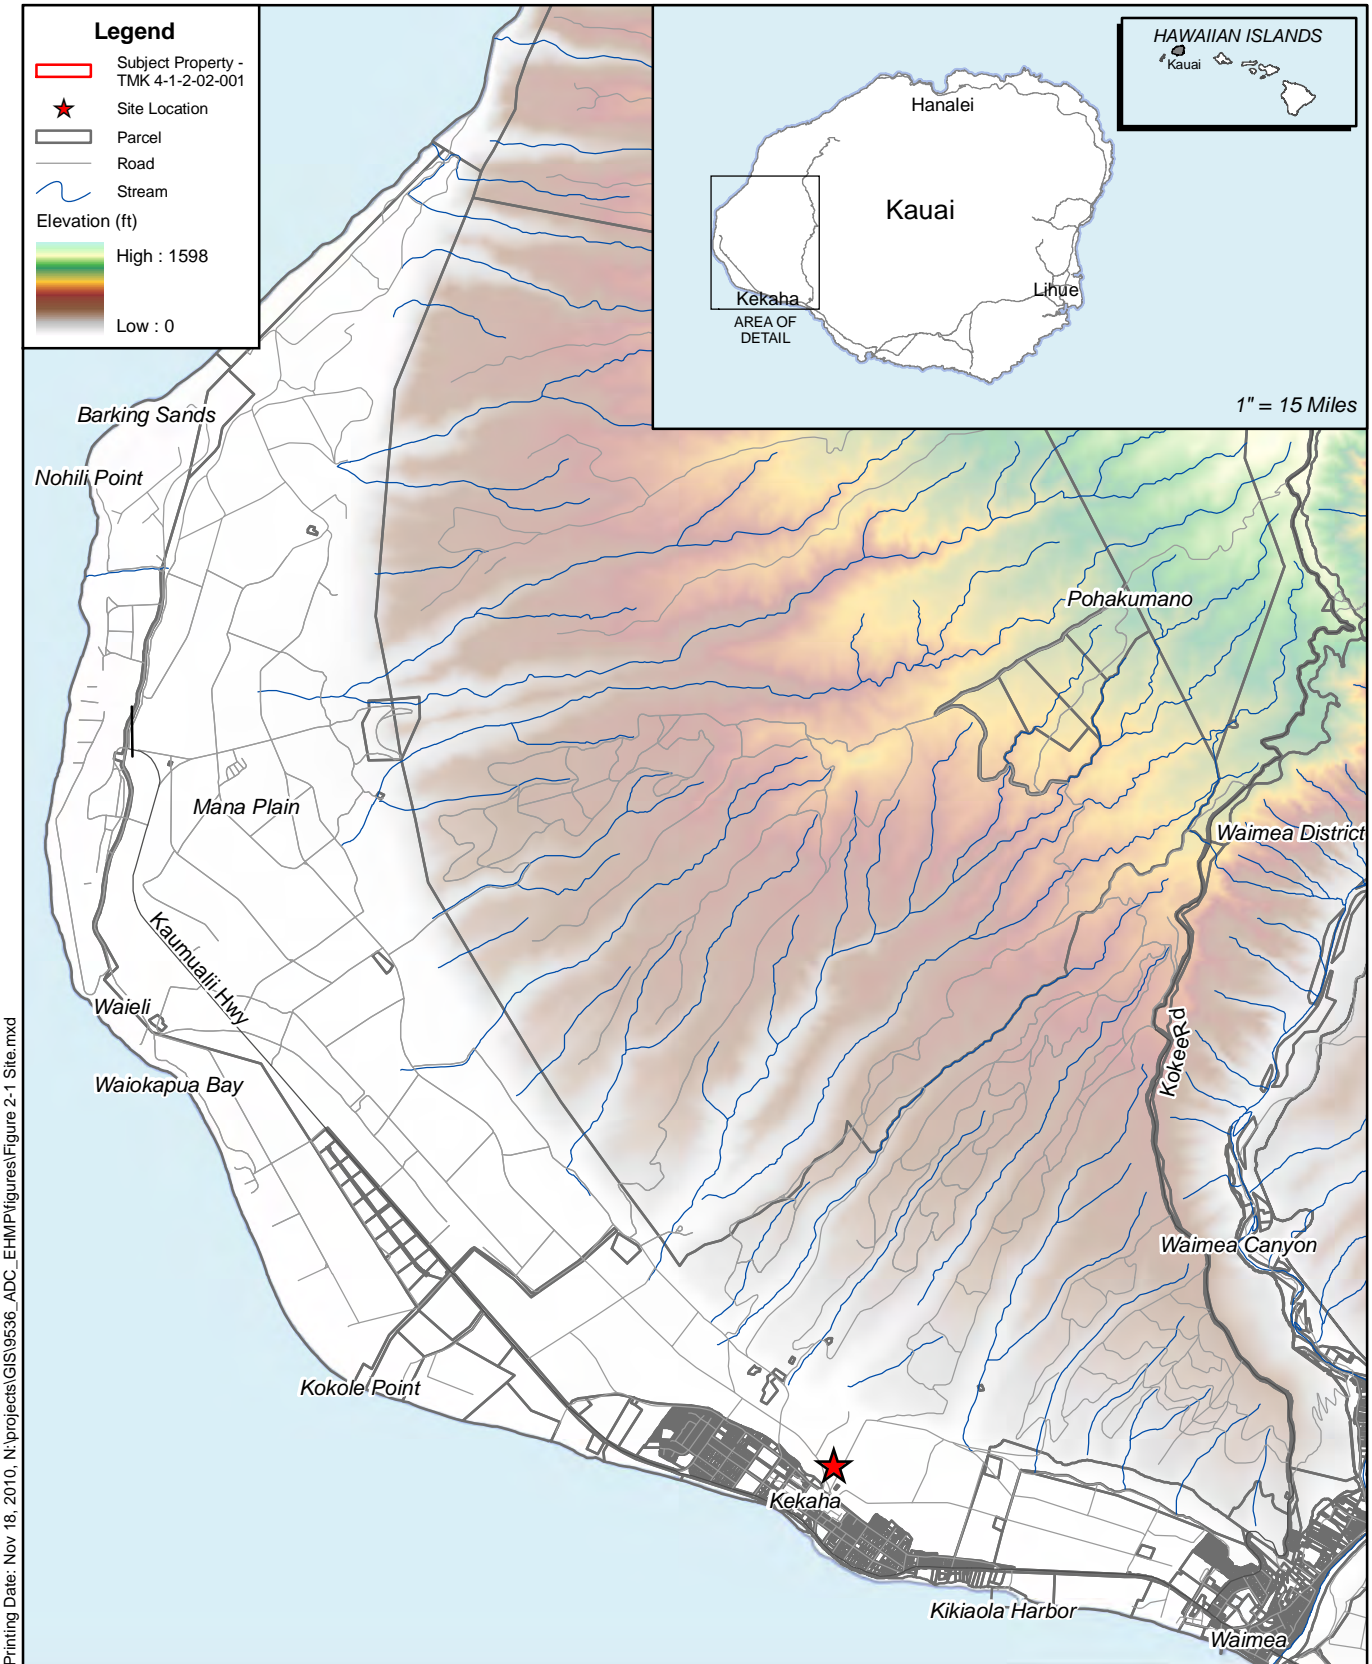 Legend
Subject Property -
TMK 4-1-2-02-001
Site Location
Parcel
Road
Stream
Elevation (ft)
High : 1598
Low : 0
HAWAIIAN ISLANDS
Kauai
Hanalei
Kauai
Lihue
Kekaha
AREA OF
DETAIL
1" = 15 Miles
Barking Sands
Nohili Point
Pohakumano
Mana Plain
Waimea District
Kaumualii Hwy
Waieli
KokeeRd
Waiokapua Bay
Waimea Canyon
Kokole Point
Kekaha
Kikiaola Harbor
Waimea
Printing Date: Nov 18, 2010, N:\projects\GIS\9536_ADC_EHMP\figures\Figure 2-1 Site.mxd